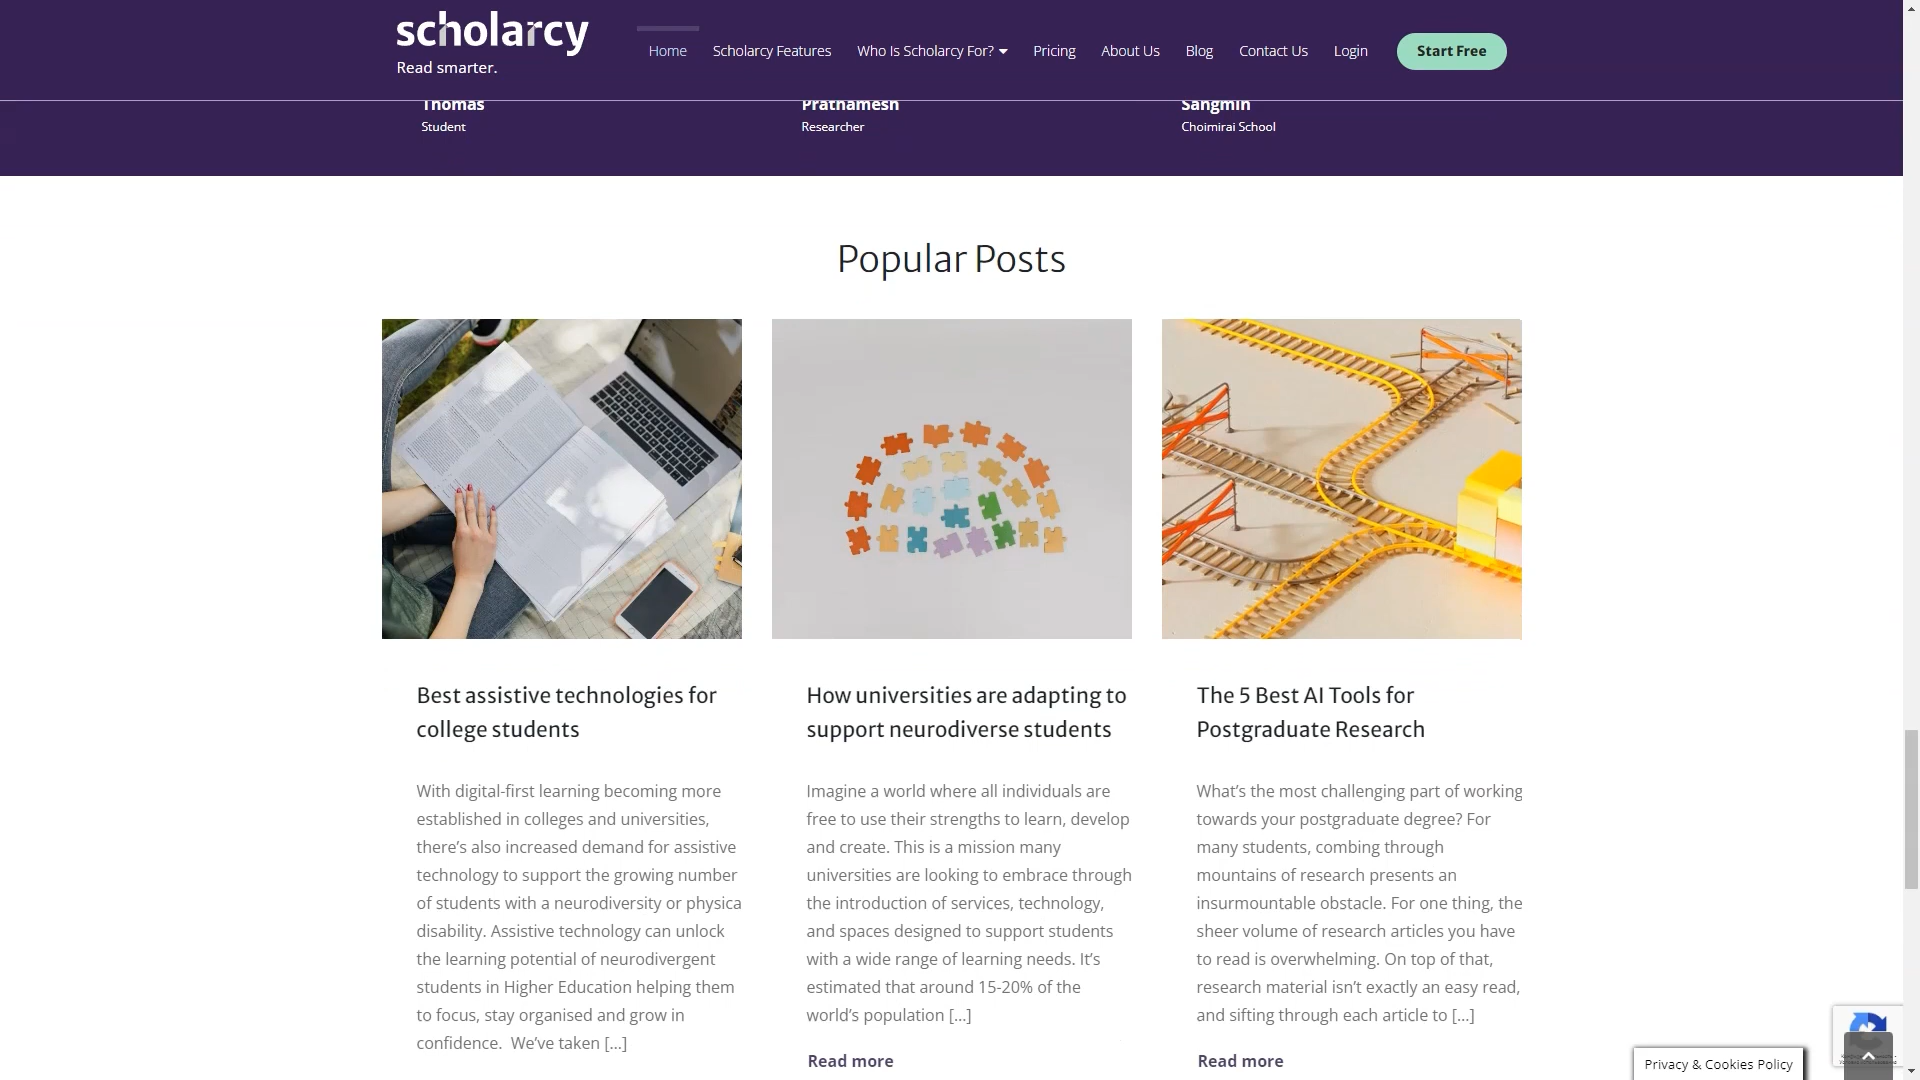 scholarcy
Read smarter.
Home Scholarcy Features Who Is Scholarcy For? Pricing About Us Blog Contact Us Login Start Free
Thomas Prathamesh Sangmin
Student Researcher Choimirai School
Popular Posts
Best assistive technologies for
college students
With digital-first learning becoming more
established in colleges and universities,
there’s also increased demand for assistive
technology to support the growing number
of students with a neurodiversity or physica
disability. Assistive technology can unlock
the learning potential of neurodivergent
students in Higher Education helping them
to focus, stay organised and grow in
confidence.  We’ve taken [...]
How universities are adapting to
support neurodiverse students
Imagine a world where all individuals are
free to use their strengths to learn, develop
and create. This is a mission many
universities are looking to embrace through
the introduction of services, technology,
and spaces designed to support students
with a wide range of learning needs. It’s
estimated that around 15-20% of the
world’s population [...]
Read more
The 5 Best AI Tools for
Postgraduate Research
What’s the most challenging part of working
towards your postgraduate degree? For
many students, combing through
mountains of research presents an
insurmountable obstacle. For one thing, the
sheer volume of research articles you have
to read is overwhelming. On top of that,
research material isn’t exactly an easy read,
and sifting through each article to [...]
Read more
Privacy & Cookies Policy